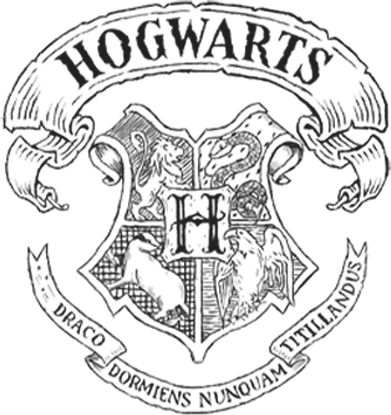 HOGWARTS
H
DRACO DORMIENS NUNQUAM TITILLANDUS